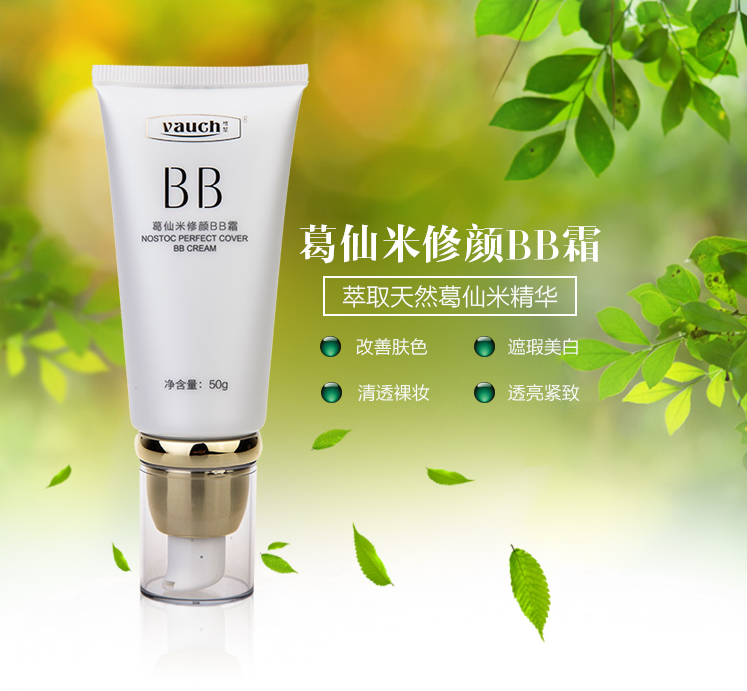 vauch
BB
葛仙米修颜BB霜
NOSTOC PERFECT COVER
BB CREAM
净含量：50g
葛仙米修颜BB霜
萃取天然葛仙米精华
改善肤色
遮瑕美白
清透裸妆
透亮紧致